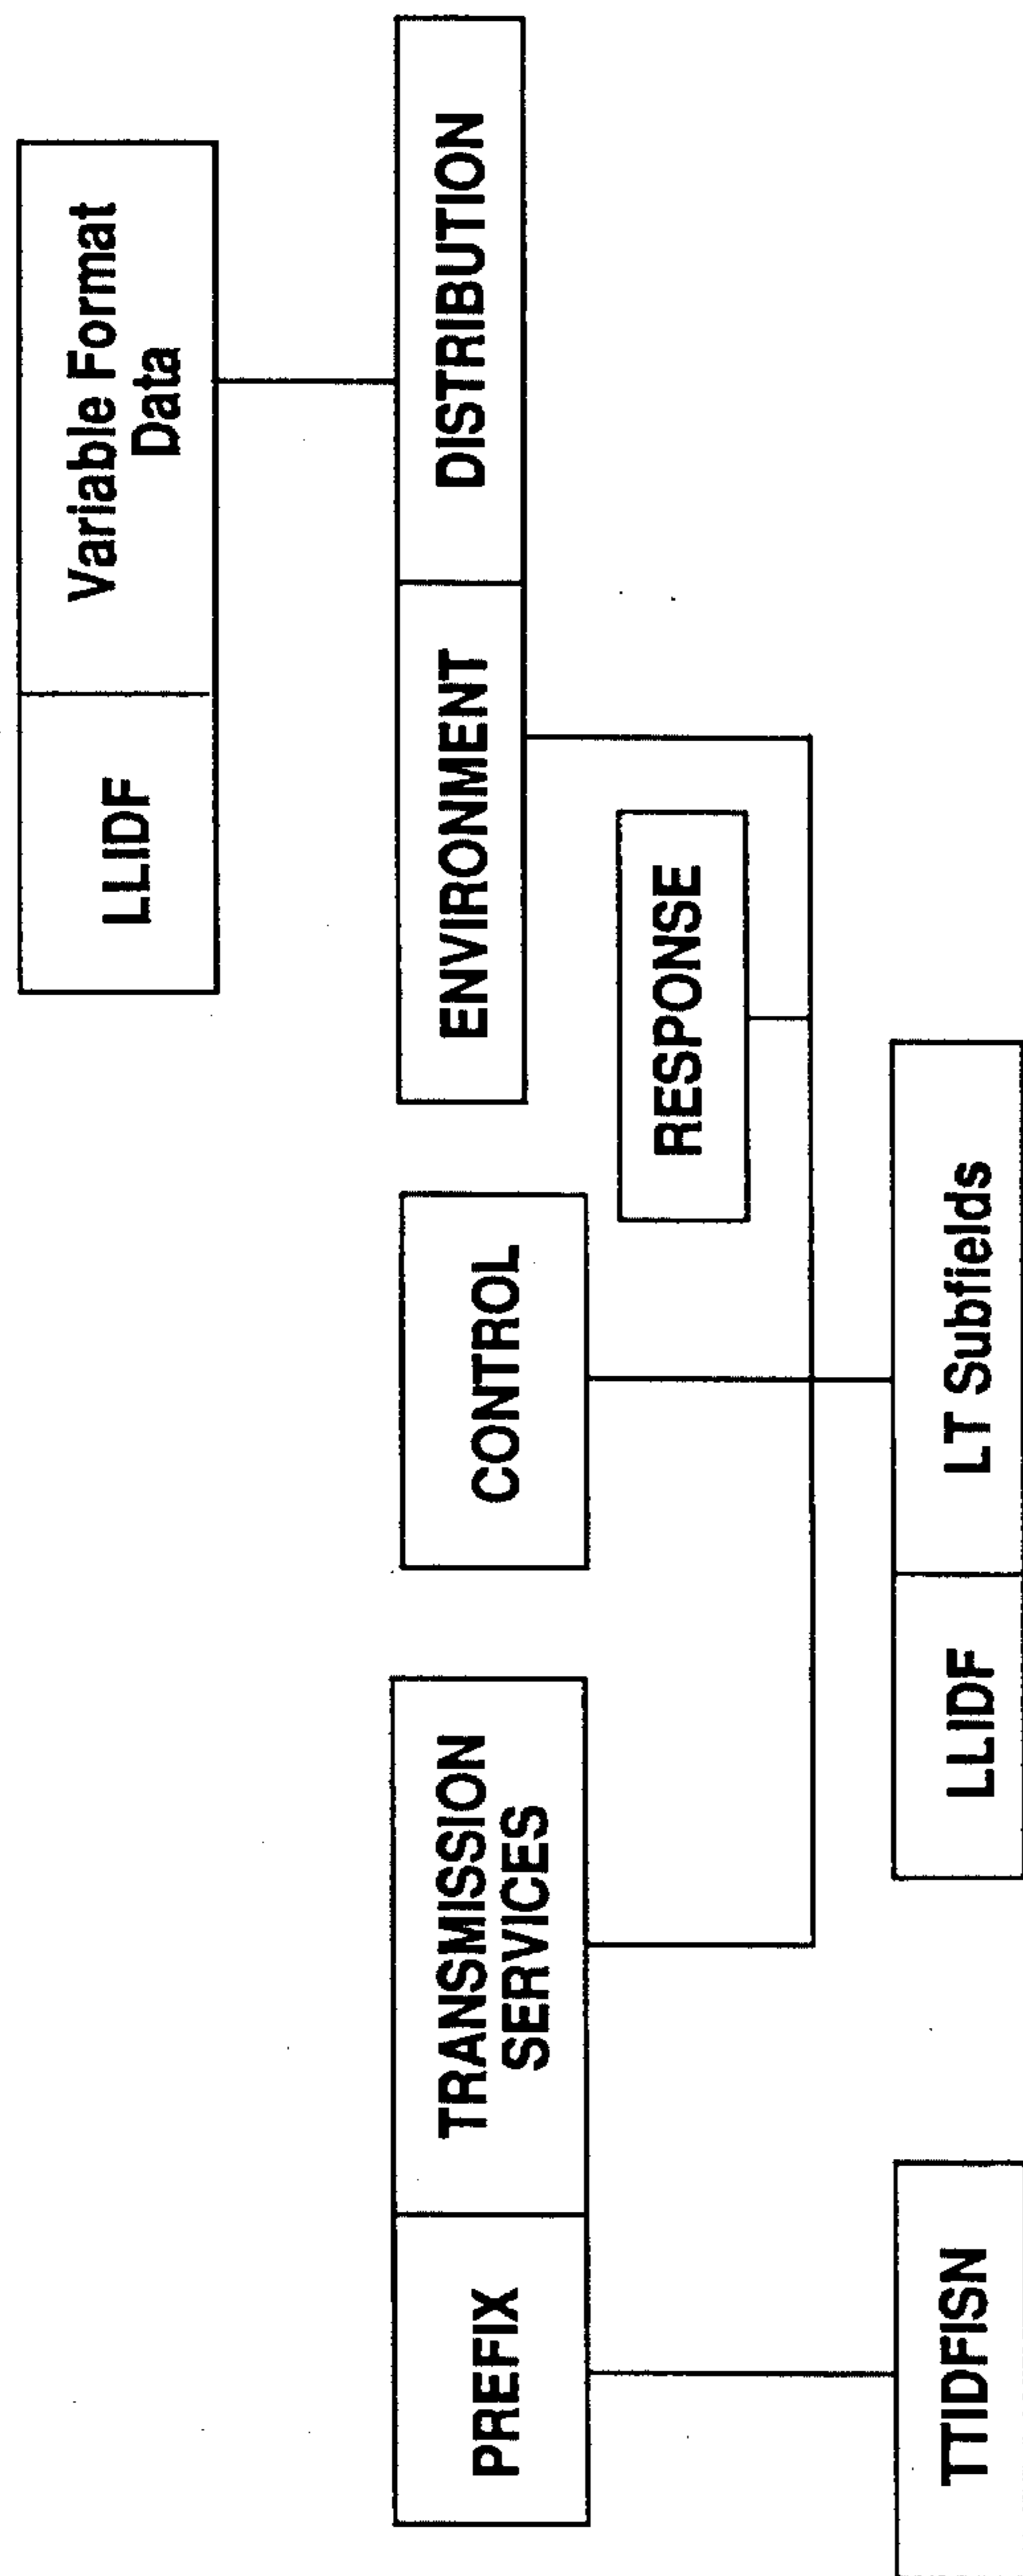 LLIDF
Variable Format
Data
PREFIX
TRANSMISSION
SERVICES
CONTROL
ENVIRONMENT
DISTRIBUTION
RESPONSE
TTIDFISN
LLIDF
LT Subfields